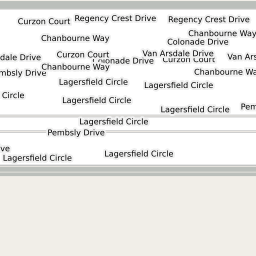 Curzon Court
Regency Crest Drive
Regency Crest Drive
Chanbourne Way
Chanbourne Way
Colonade Drive
dale Drive
Curzon Court
Van Arsdale Drive
Van Ars
Colonade Drive
Curzon Court
Chanbourne Way
mbsly Drive
Chanbourne Wa
Lagersfield Circle
Lagersfield Circle
Circle
Lagersfield Circle
Lagersfield Circle
Pem
Lagersfield Circle
Pembsly Drive
ve
Lagersfield Circle
Lagersfield Circle